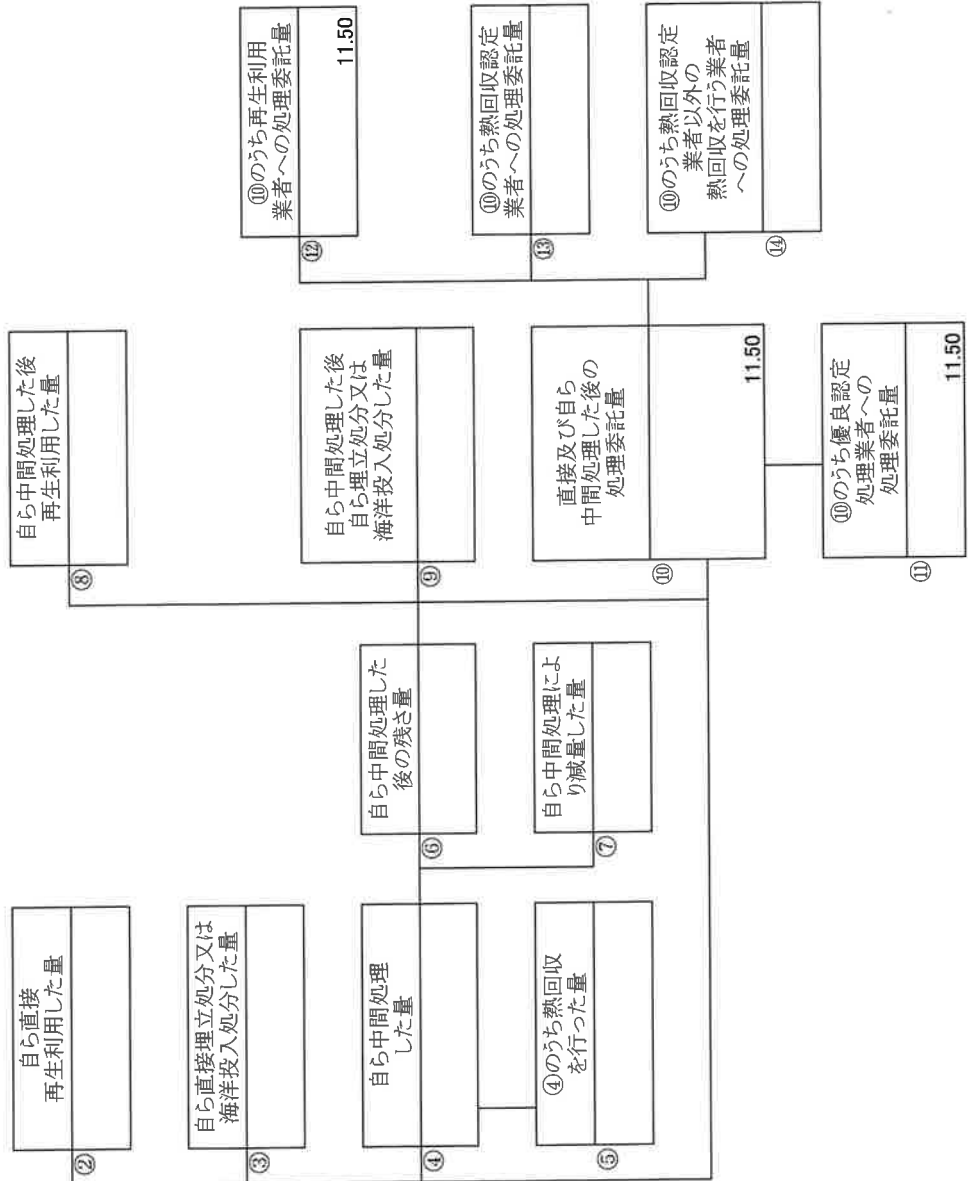 ②
自ら直接
再生利用した量
③
自ら直接埋立処分又は
海洋投入処分した量
④
自ら中間処理
した量
⑤
④のうち熱回収
を行った量
⑥
自ら中間処理した
後の残さ量
⑦
自ら中間処理によ
り減量した量
⑧
自ら中間処理した後
再生利用した量
⑨
自ら中間処理した後
自ら埋立処分又は
海洋投入処分した量
⑩
直接及び自ら
中間処理した後の
処理委託量
11.50
⑪
⑩のうち優良認定
処理業者への
処理委託量
11.50
⑫
⑩のうち再生利用
業者への処理委託量
11.50
⑬
⑩のうち熱回収認定
業者への処理委託量
⑭
⑩のうち熱回収認定
業者以外の
熱回収を行う業者
への処理委託量